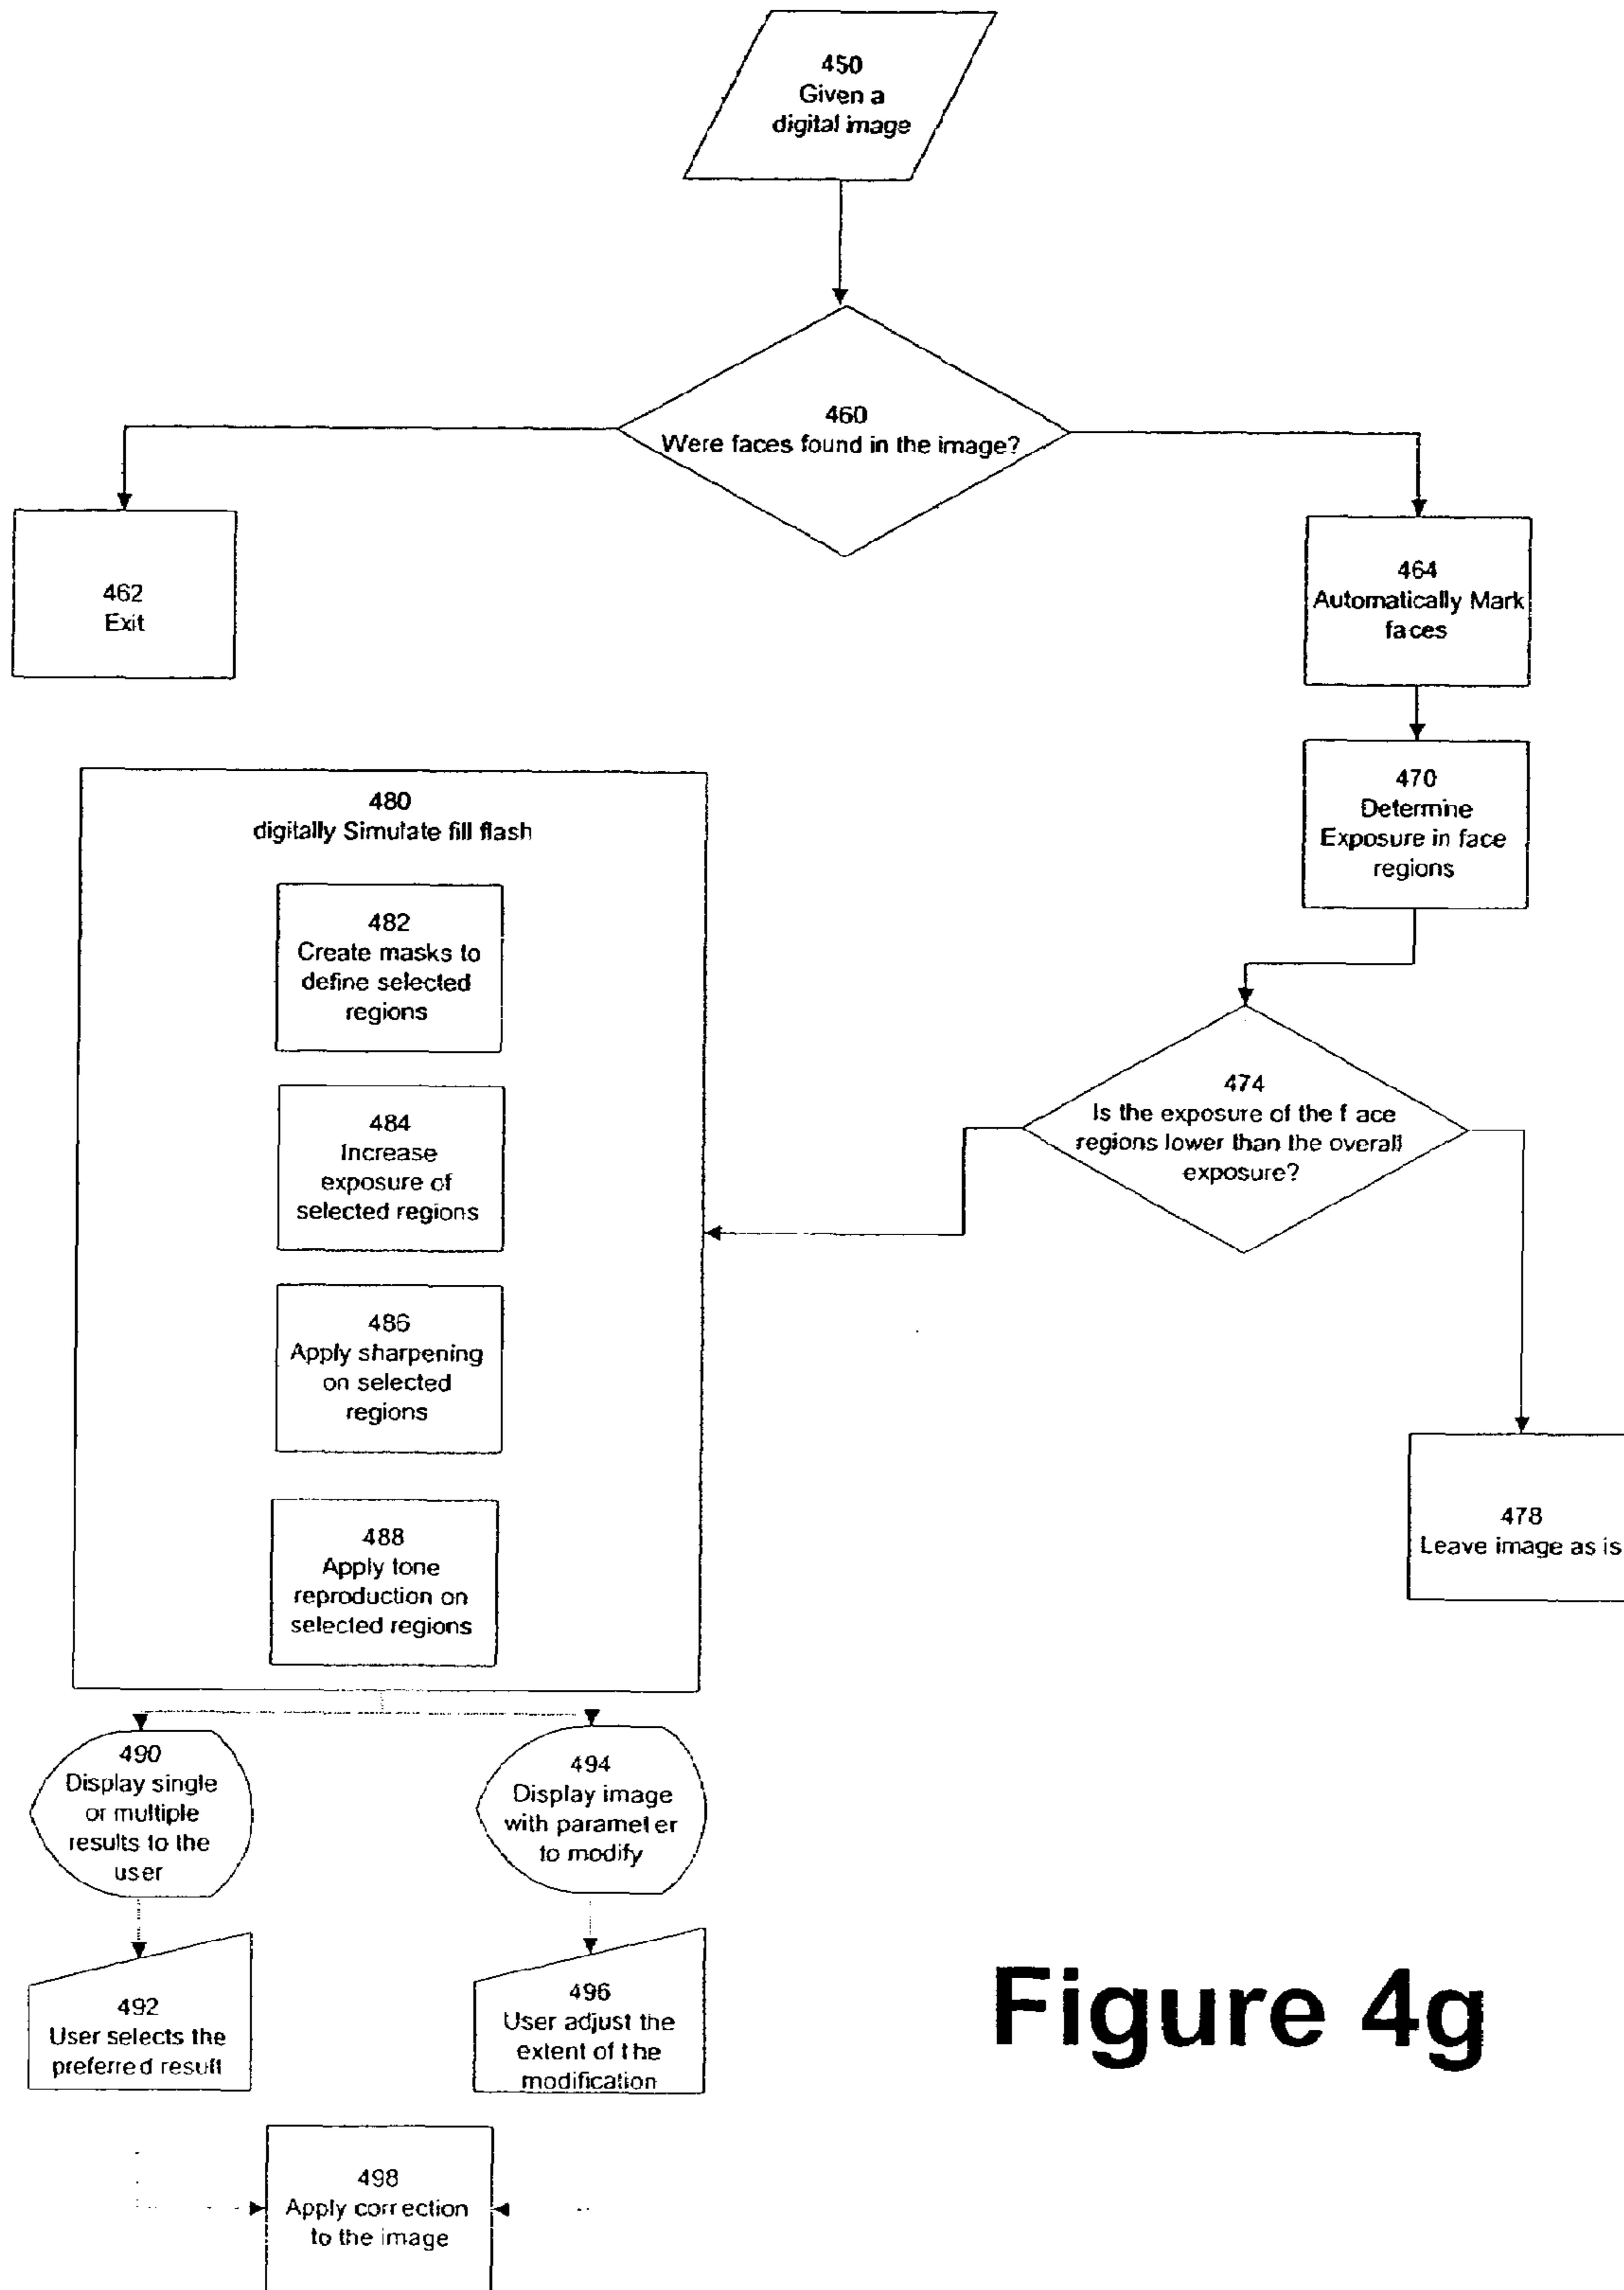 450
Given a
digital image
460
Were faces found in the image?
462
Exit
464
Automatically Mark
faces
470
Determine
Exposure in face
regions
474
Is the exposure of the f ace
regions lower than the overall
exposure?
478
Leave image as is
480
digitally Simulate fill flash
482
Create masks to
define selected
regions
484
Increase
exposure of
selected regions
486
Apply sharpening
on selected
regions
488
Apply tone
reproduction on
selected regions
490
Display single
or multiple
results to the
user
494
Display image
with parameter
to modify
492
User selects the
preferred result
496
User adjust the
extent of the
modification
498
Apply correction
to the image
Figure 4g